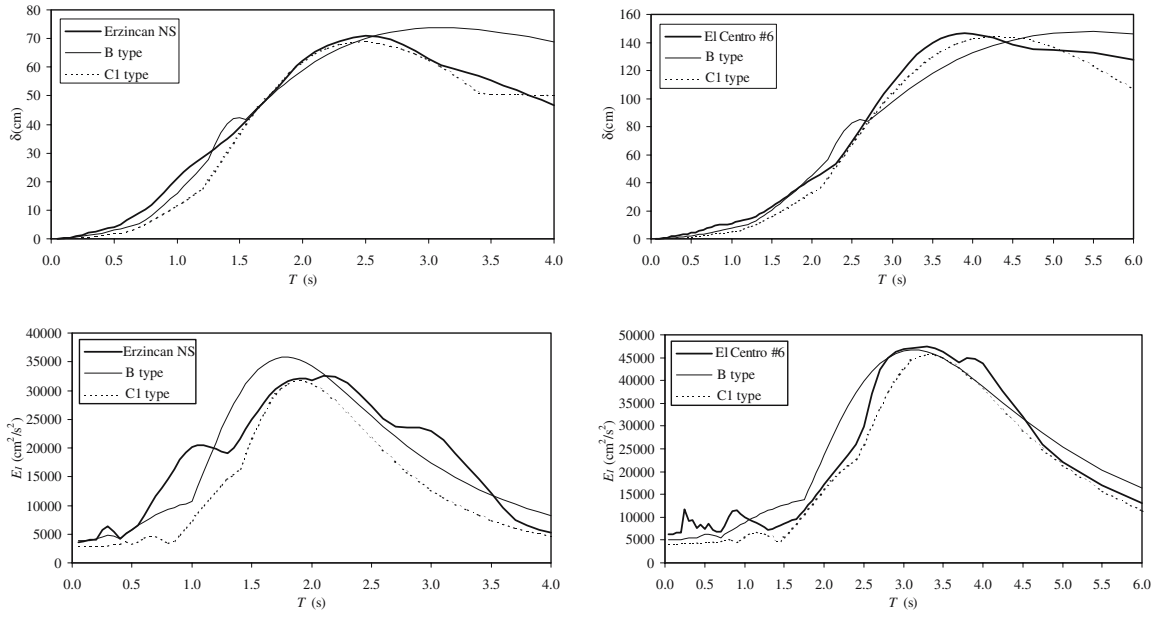 80
70
60
50
40
30
20
10
0
δ(cm)
Erzincan NS
B type
C1 type
0.0 0.5 1.0 1.5 2.0 2.5 3.0 3.5 4.0
T (s)
160
140
120
100
80
60
40
20
0
δ(cm)
El Centro #6
B type
C1 type
0.0 0.5 1.0 1.5 2.0 2.5 3.0 3.5 4.0 4.5 5.0 5.5 6.0
T (s)
40000
35000
30000
25000
20000
15000
10000
5000
0
E_I (cm²/s²)
Erzincan NS
B type
C1 type
0.0 0.5 1.0 1.5 2.0 2.5 3.0 3.5 4.0
T (s)
50000
45000
40000
35000
30000
25000
20000
15000
10000
5000
0
E_I (cm²/s²)
El Centro #6
B type
C1 type
0.0 0.5 1.0 1.5 2.0 2.5 3.0 3.5 4.0 4.5 5.0 5.5 6.0
T (s)